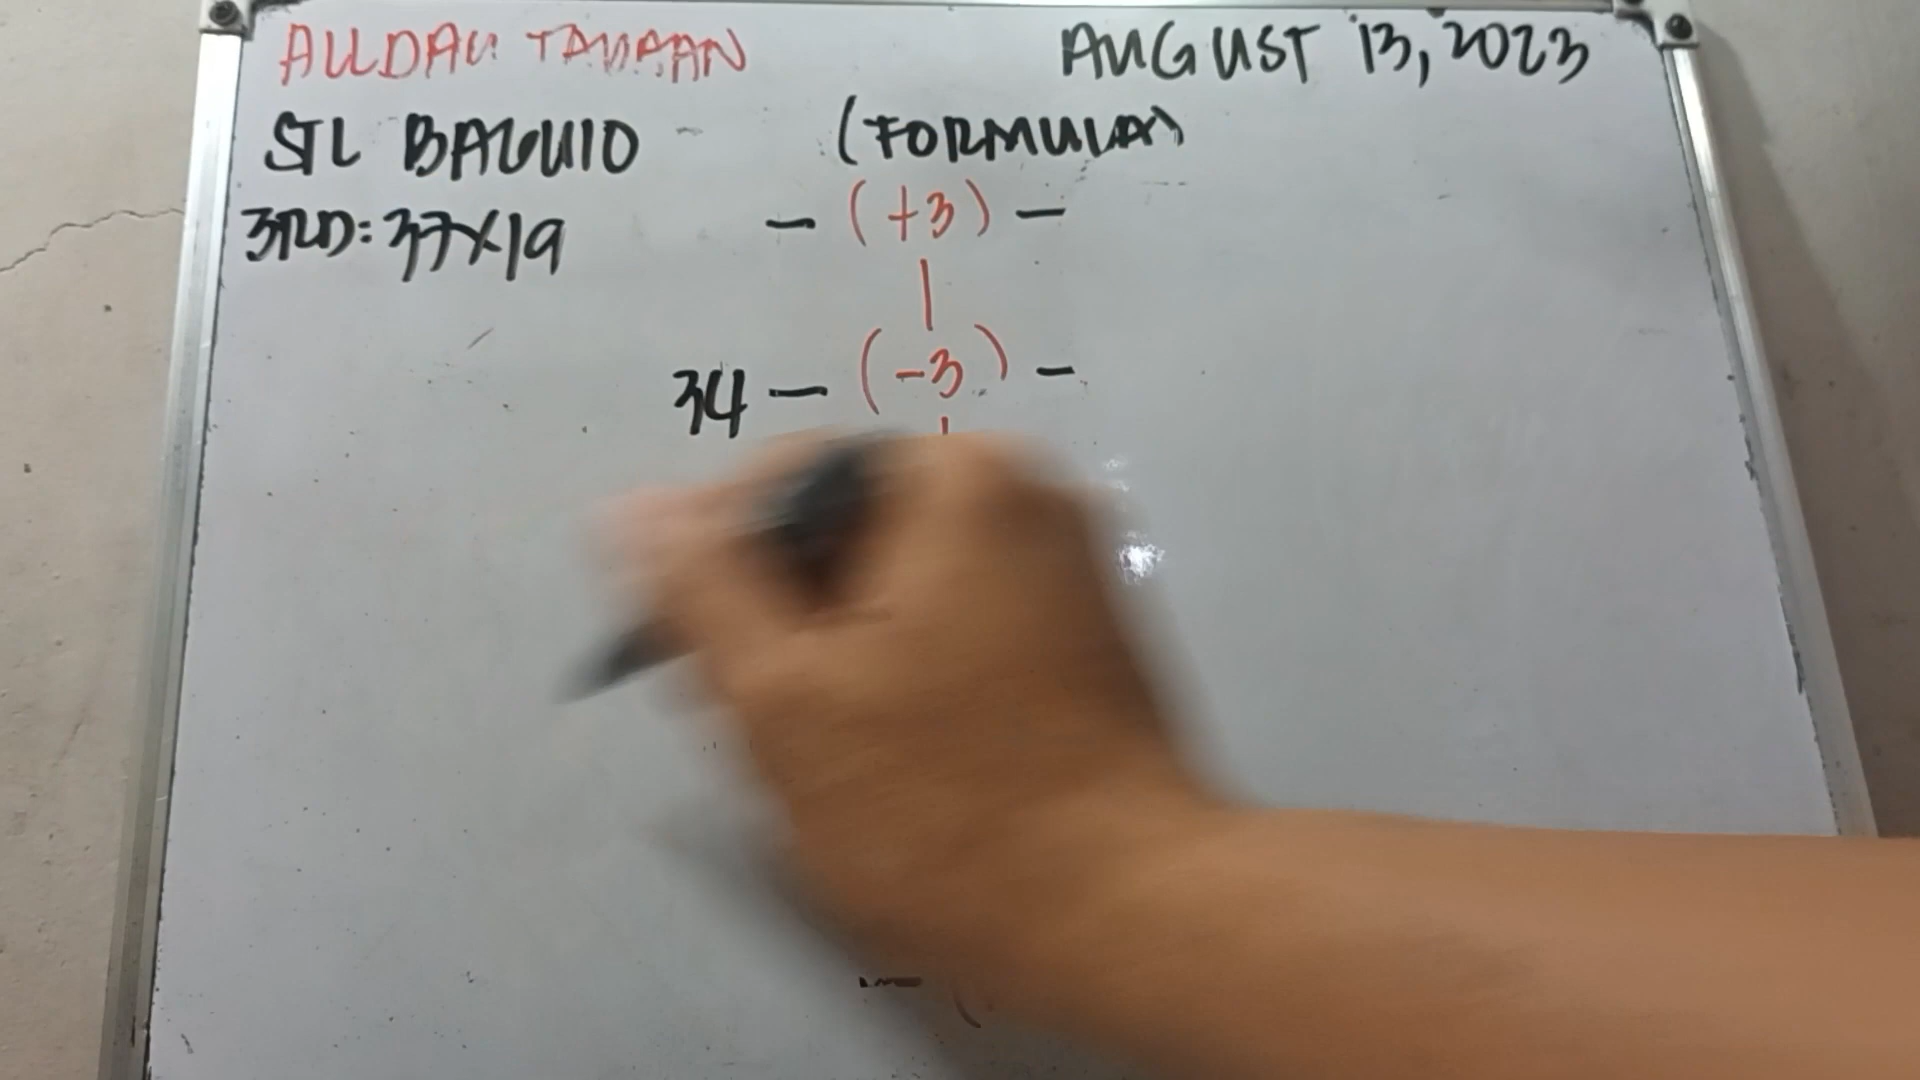 AUGUST 13, 2023
STL BAGUIO (FORMULA)
3RD: 37X19 - (+3) -
|
34 - (-3) -
- (